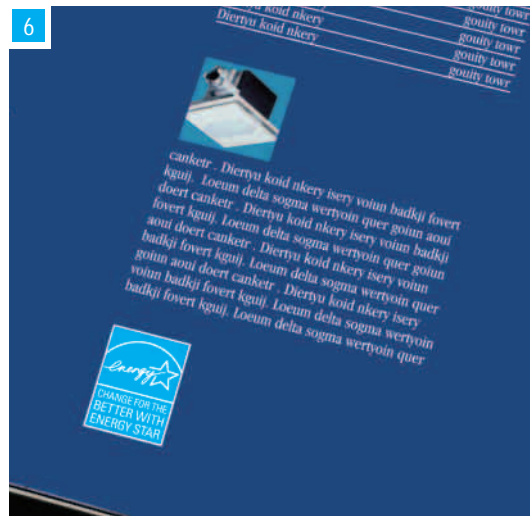 6
gouity towr
gouity towr
koid nkery gouity towr
Diertyu koid nkery gouity towr
canketr . Diertyu koid nkery isery voiun badkji fovert
kguij. Loeum delta sogma wertyoin quer goiun aoui
doert canketr . Diertyu koid nkery isery voiun badkji
fovert kguij. Loeum delta sogma wertyoin quer goiun
aoui doert canketr . Diertyu koid nkery isery voiun
badkji fovert kguij. Loeum delta sogma wertyoin quer
goiun aoui doert canketr . Diertyu koid nkery isery
voiun badkji fovert kguij. Loeum delta sogma wertyoin
badkji fovert kguij. Loeum delta sogma wertyoin quer
energy
CHANGE FOR THE
BETTER WITH
ENERGY STAR